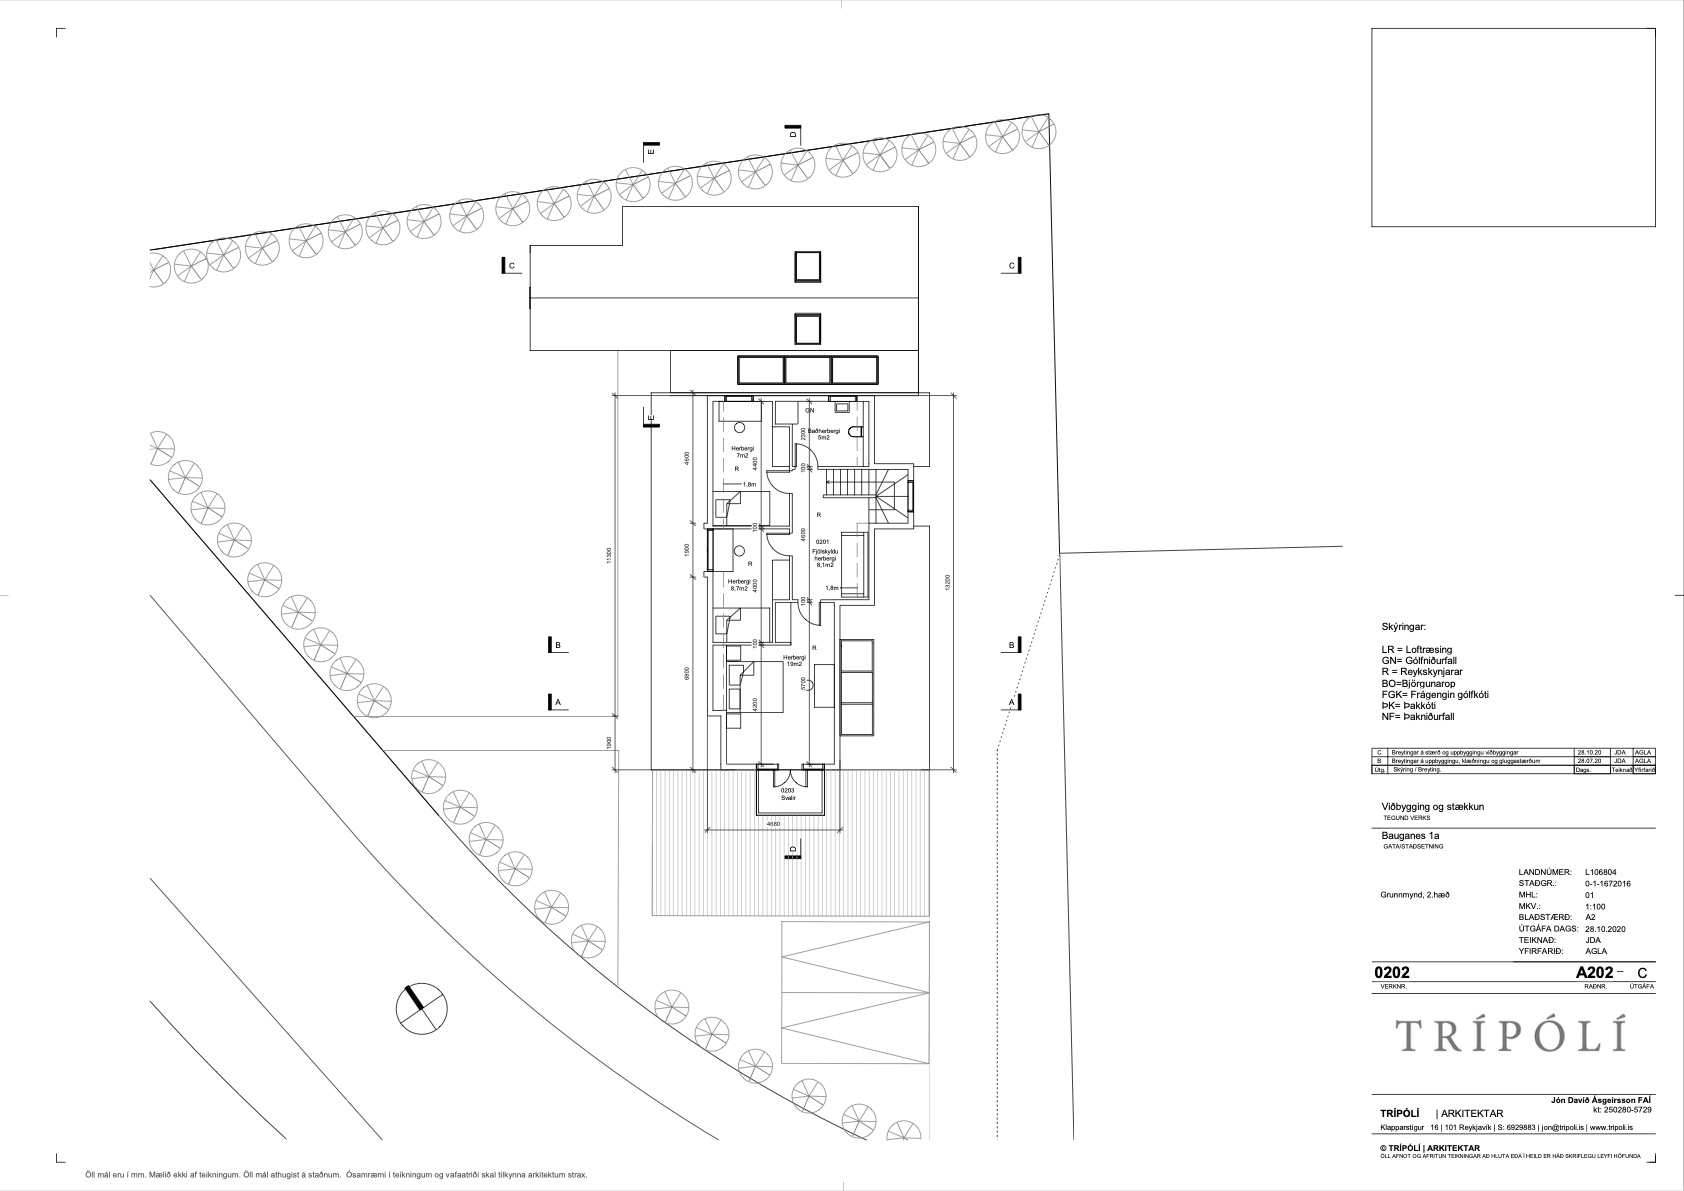 E
D
C
C
E
GN
Baðherbergi
5m2
2300
Herbergi
7m2
4400
R
1,8m
100
4600
R
100
4600
0201
Fjölskyldu
herbergi
8,1m2
1,8m
11300
1900
R
Herbergi
8,7m2
4000
100
13200
100
B
B
R
Herbergi
19m2
6800
5700
4200
A
A
1900
0203
Svalir
4680
D
Skýringar:
LR = Loftræsing
GN= Gólfniðurfall
R = Reykskynjarar
BO=Björgunarop
FGK= Frágengin gólfkóti
ÞK= Þakkóti
NF= Þakniðurfall
C Breytingar á stærð og uppbyggingu viðbyggingar 28.10.20 JDA AGLA
B Breytingar á uppbyggingu, klæðningu og gluggastærðum 28.07.20 JDA AGLA
Útg. Skýring / Breyting. Dags. Teiknað Yfirfarið
Viðbygging og stækkun
TEGUND VERKS
Bauganes 1a
GATA/STAÐSETNING
Grunnmynd, 2.hæð
LANDNÚMER: L106804
STAÐGR.: 0-1-1672016
MHL: 01
MKV.: 1:100
BLAÐSTÆRÐ: A2
ÚTGÁFA DAGS: 28.10.2020
TEIKNAÐ: JDA
YFIRFARIÐ: AGLA
0202 A202 – C
VERKNR. RAÐNR. ÚTGÁFA
TRÍPÓLÍ
Jón Davíð Ásgeirsson FAÍ
kt: 250280-5729
TRÍPÓLÍ | ARKITEKTAR
Klapparstígur 16 | 101 Reykjavík | S: 6929883 | jon@tripoli.is | www.tripoli.is
© TRÍPÓLÍ | ARKITEKTAR
ÖLL AFNOT OG AFRITUN TEIKNINGAR AÐ HLUTA EÐA Í HEILD ER HÁÐ SKRIFLEGU LEYFI HÖFUNDA
Öll mál eru í mm. Mælið ekki af teikningum. Öll mál athugist á staðnum. Ósamræmi í teikningum og vafaatriði skal tilkynna arkitektum strax.